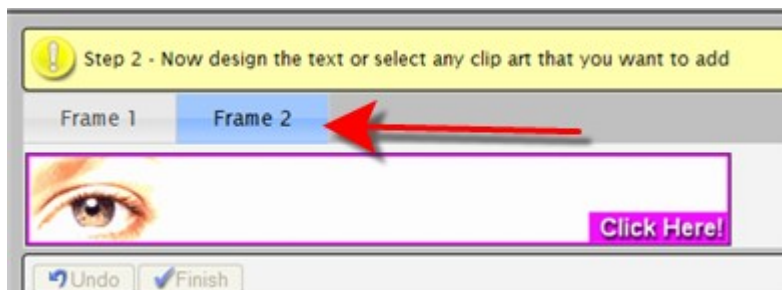 Step 2 - Now design the text or select any clip art that you want to add
Frame 1
Frame 2
Click Here!
Undo
Finish